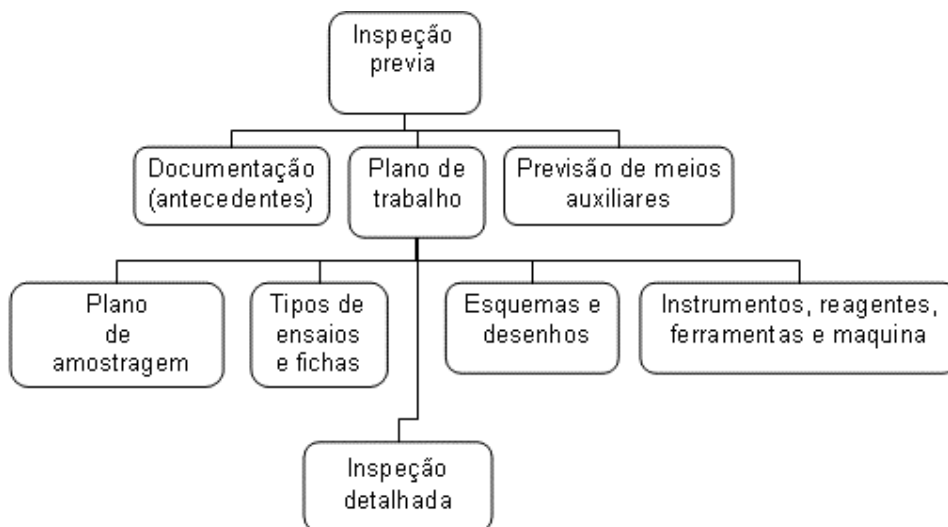 Inspeção
previa
Documentação
(antecedentes)
Plano de
trabalho
Previsão de meios
auxiliares
Plano
de
amostragem
Tipos de
ensaios
e fichas
Esquemas e
desenhos
Instrumentos, reagentes,
ferramentas e maquina
Inspeção
detalhada